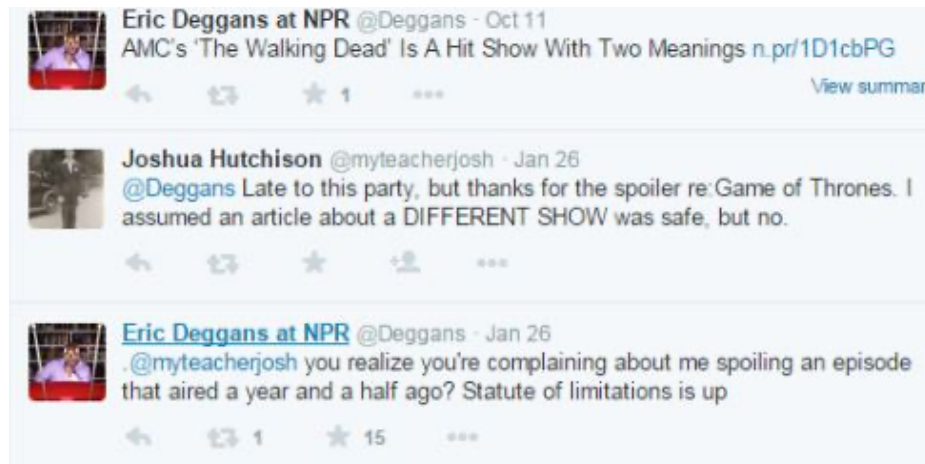 Eric Deggans at NPR @Deggans · Oct 11
AMC's 'The Walking Dead' Is A Hit Show With Two Meanings n.pr/1D1cbPG
1
View summar
Joshua Hutchison @myteacherjosh · Jan 26
@Deggans Late to this party, but thanks for the spoiler re:Game of Thrones. I
assumed an article about a DIFFERENT SHOW was safe, but no.
Eric Deggans at NPR @Deggans · Jan 26
.@myteacherjosh you realize you're complaining about me spoiling an episode
that aired a year and a half ago? Statute of limitations is up
1 15